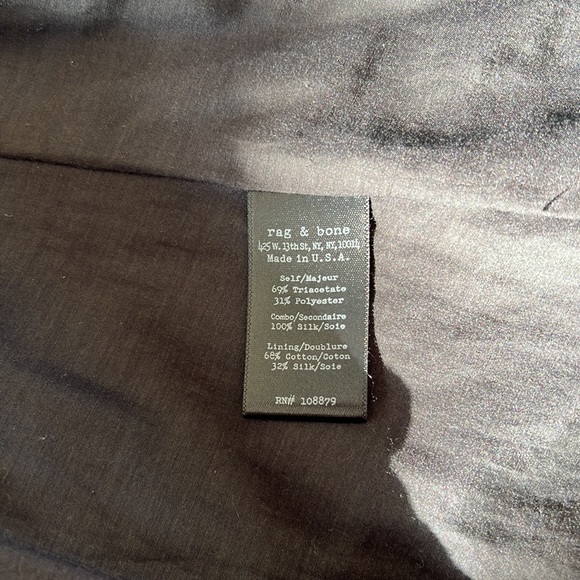 rag & bone
425 W. 13th St, NY, NY, 10014
Made in U.S.A.
Self/Majeur
69% Triacetate
31% Polyester
Combo/Secondaire
100% Silk/Soie
Lining/Doublure
68% Cotton/Coton
32% Silk/Soie
RN# 108879